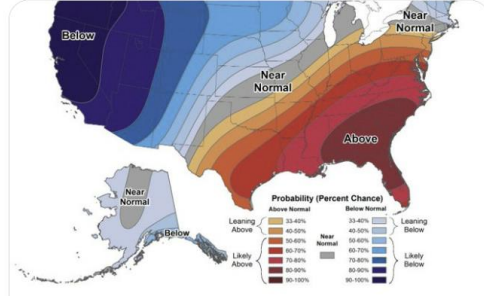 Below
Near
Normal
Near
Normal
Above
Near
Normal
Below
Probability (Percent Chance)
Above Normal
Below Normal
Leaning
Above
33-40%
40-50%
Likely
Above
50-60%
60-70%
70-80%
80-90%
90-100%
Near
Normal
33-40%
40-50%
Leaning
Below
50-60%
60-70%
70-80%
80-90%
90-100%
Likely
Below